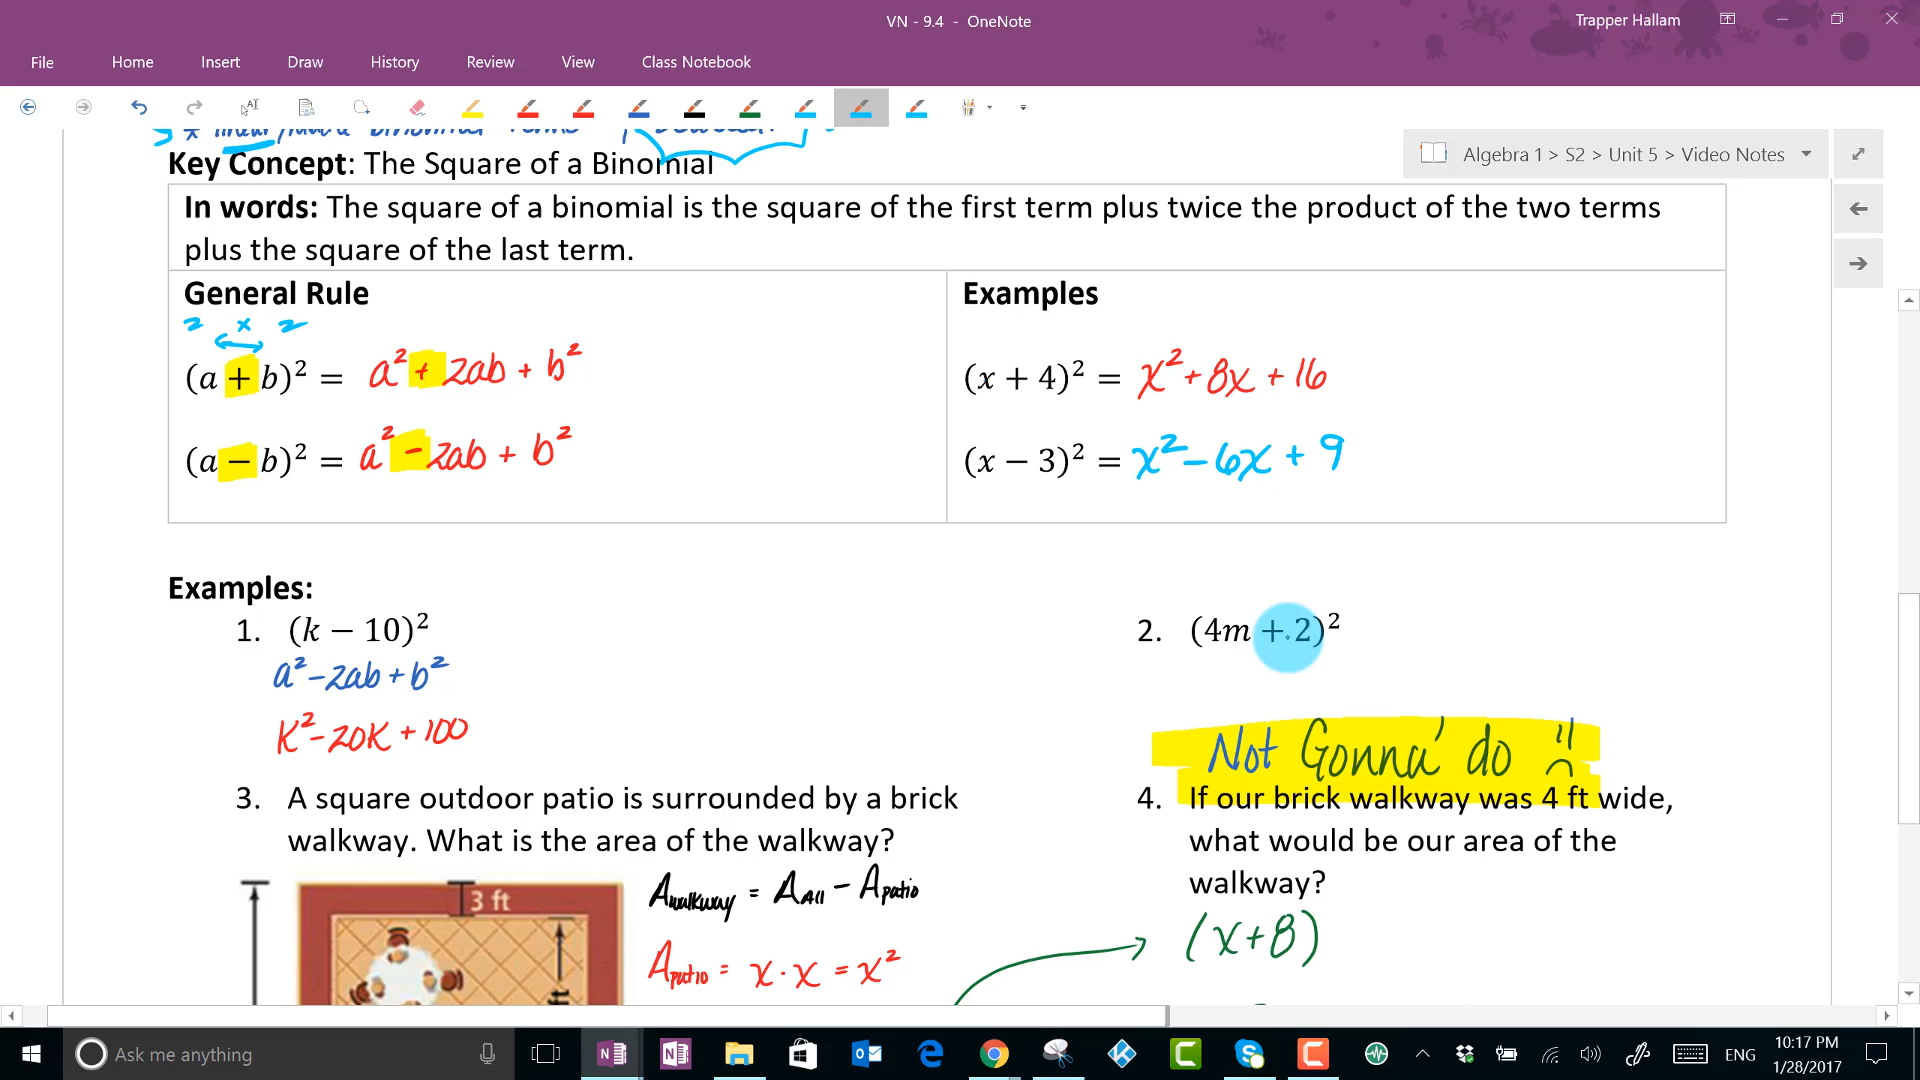 VN - 9.4 - OneNote
Trapper Hallam
File Home Insert Draw History Review View Class Notebook
Algebra 1 > S2 > Unit 5 > Video Notes
Key Concept: The Square of a Binomial
In words: The square of a binomial is the square of the first term plus twice the product of the two terms
plus the square of the last term.
General Rule
2 x 2
(a + b)² = a² + 2ab + b²
(a − b)² = a² - 2ab + b²
Examples
(x + 4)² = x² + 8x + 16
(x − 3)² = x² - 6x + 9
Examples:
1. (k − 10)²
a² - 2ab + b²
k² - 20k + 100
2. (4m + 2)²
Not Gonna' do
3. A square outdoor patio is surrounded by a brick
walkway. What is the area of the walkway?
3 ft
ft
A walkway = A All - A patio
A patio = x · x = x²
4. If our brick walkway was 4 ft wide,
what would be our area of the
walkway?
(x+8)
Ask me anything
ENG
10:17 PM
1/28/2017